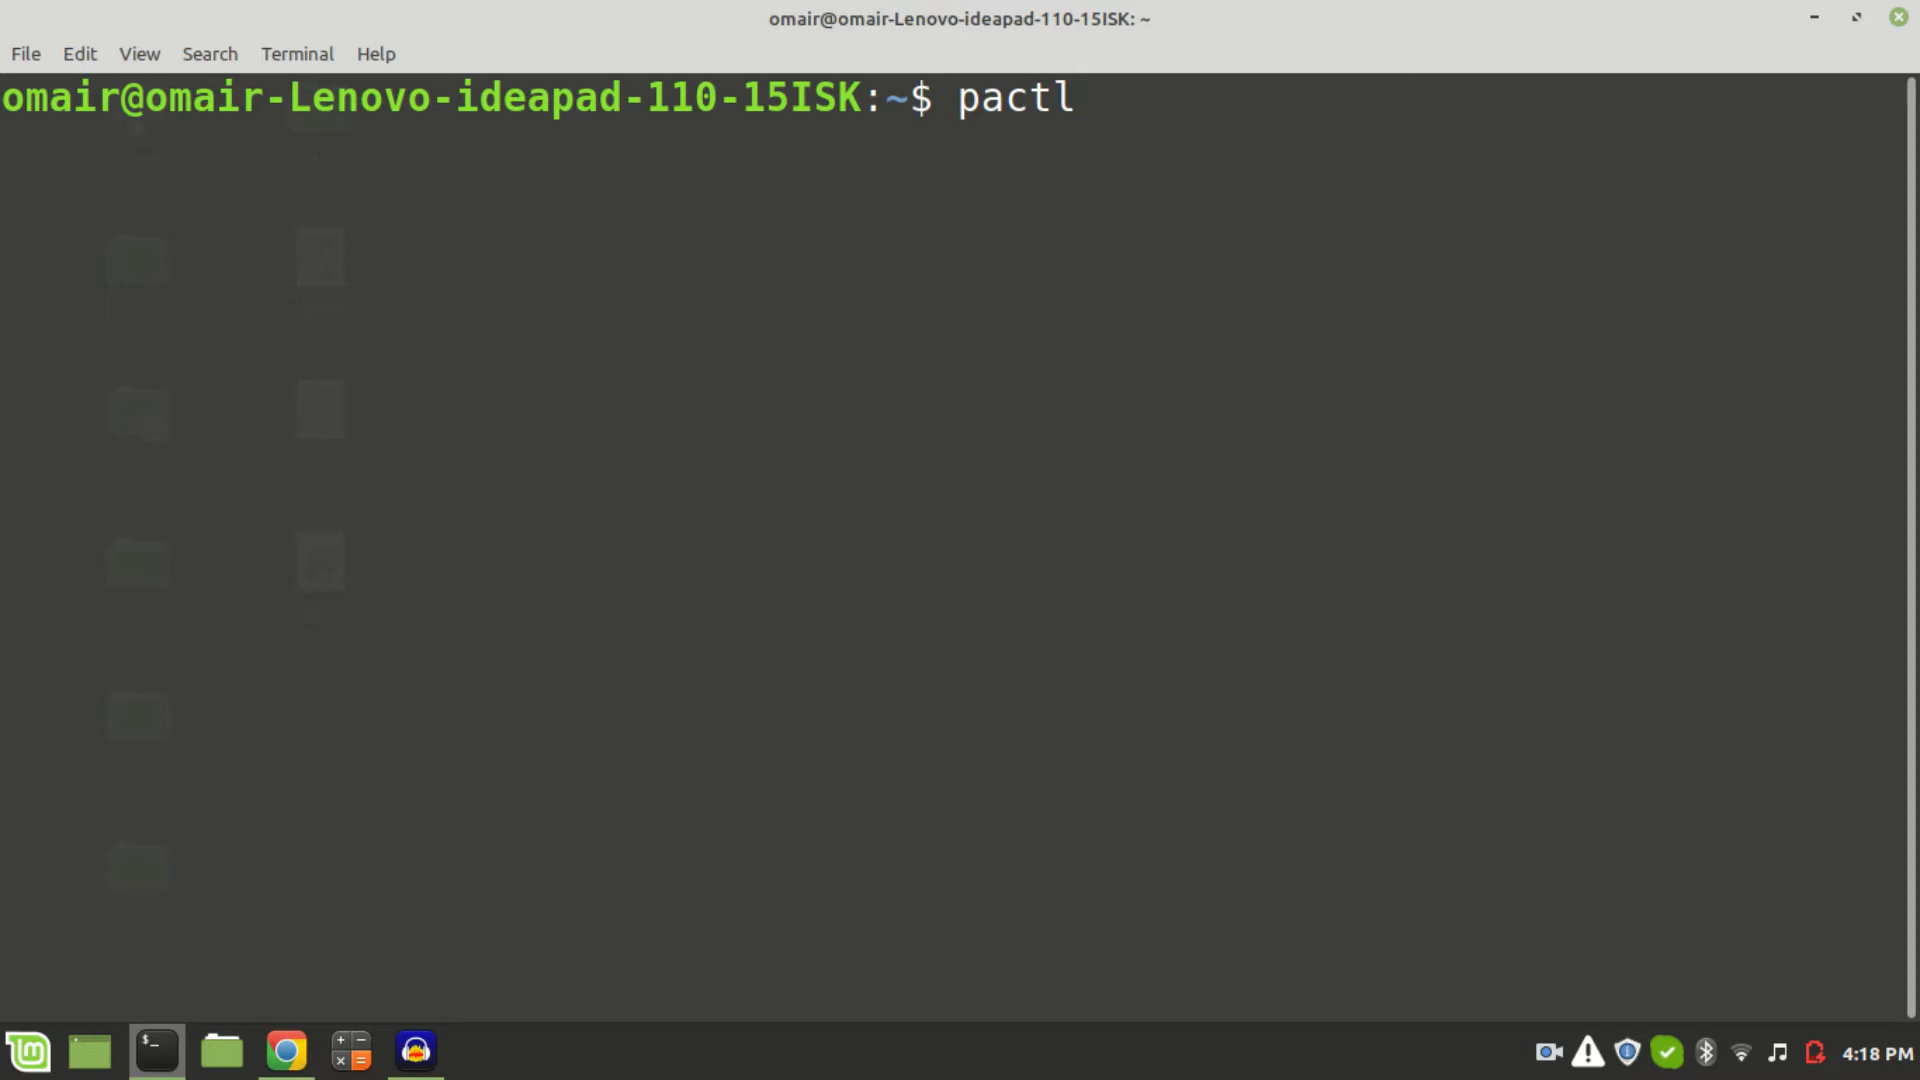 omair@omair-Lenovo-ideapad-110-15ISK: ~
File Edit View Search Terminal Help
omair@omair-Lenovo-ideapad-110-15ISK:~$ pactl
4:18 PM